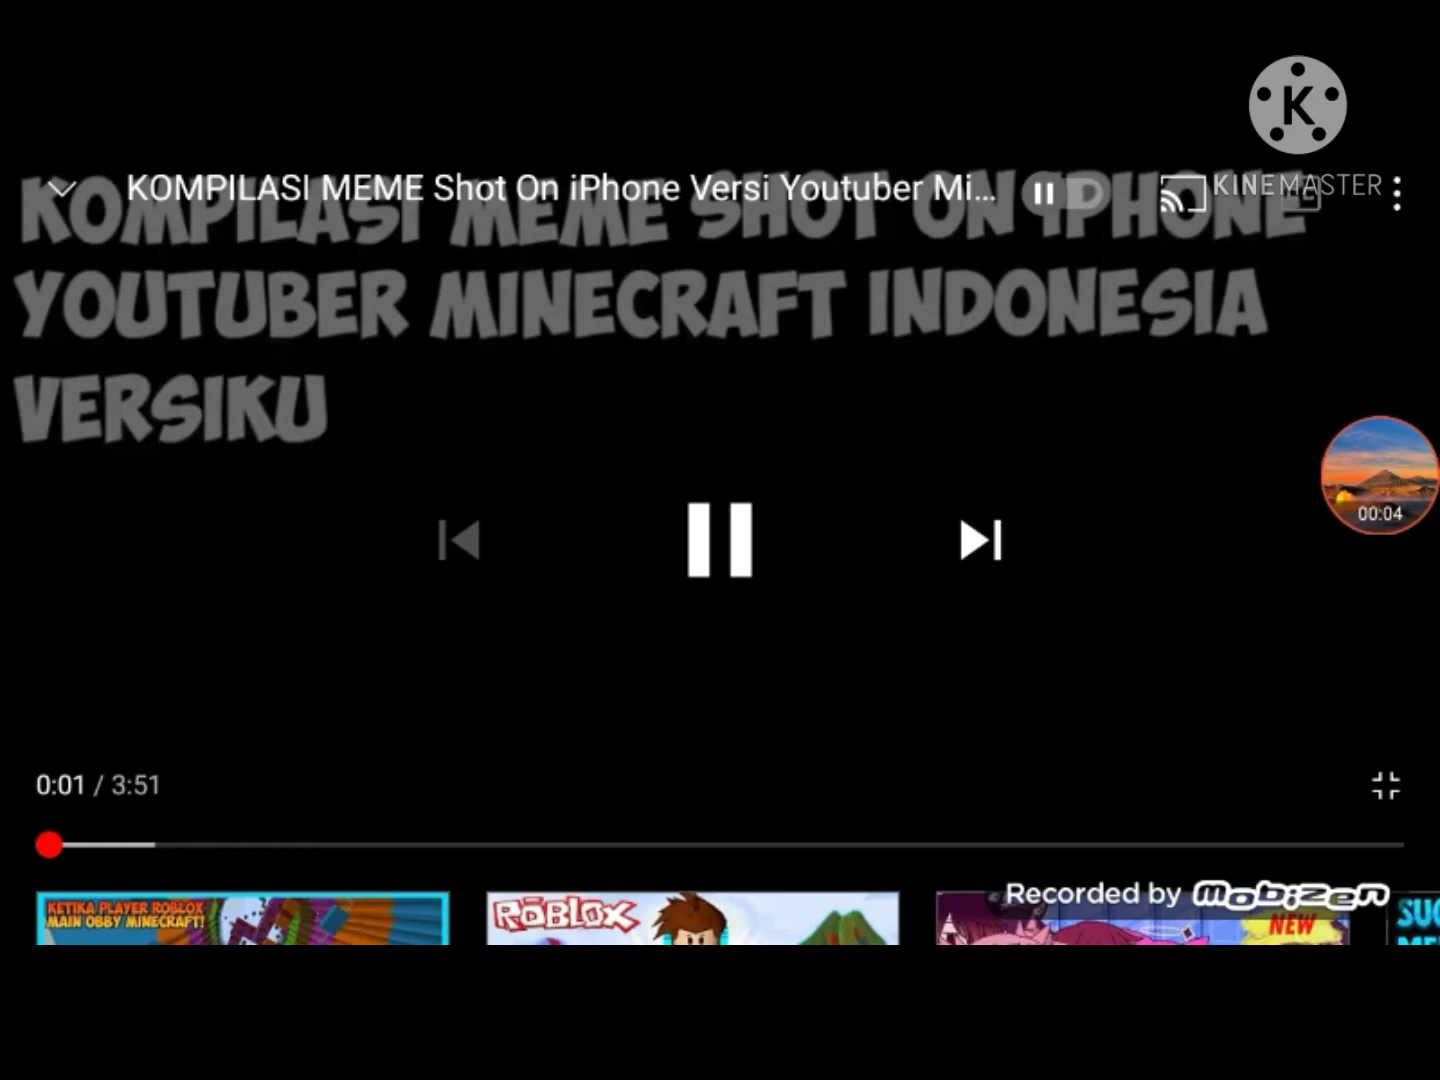 K
KINEMASTER
KOMPILASI MEME Shot On iPhone Versi Youtuber Mi...
KOMPILASI MEME SHOT ON IPHONE
YOUTUBER MINECRAFT INDONESIA
VERSIKU
00:04
0:01 / 3:51
Recorded by mobizen
KETIKA PLAYER ROBLOX
MAIN OBBY MINECRAFT!
ROBLOX
NEW